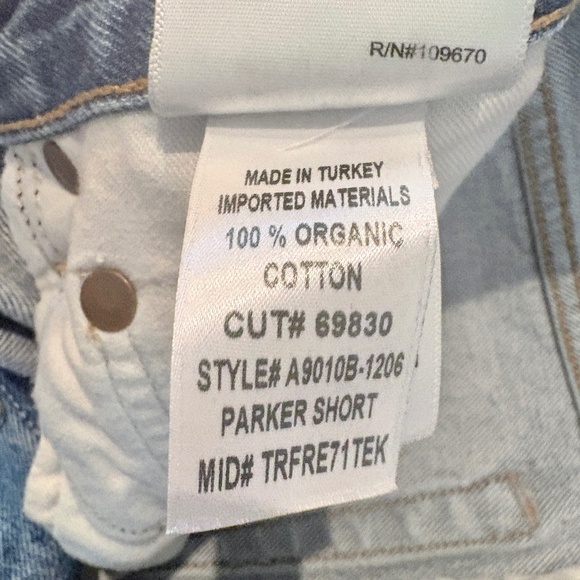 R/N#109670
MADE IN TURKEY
IMPORTED MATERIALS
100 % ORGANIC
COTTON
CUT# 69830
STYLE# A9010B-1206
PARKER SHORT
MID# TRFRE71TEK